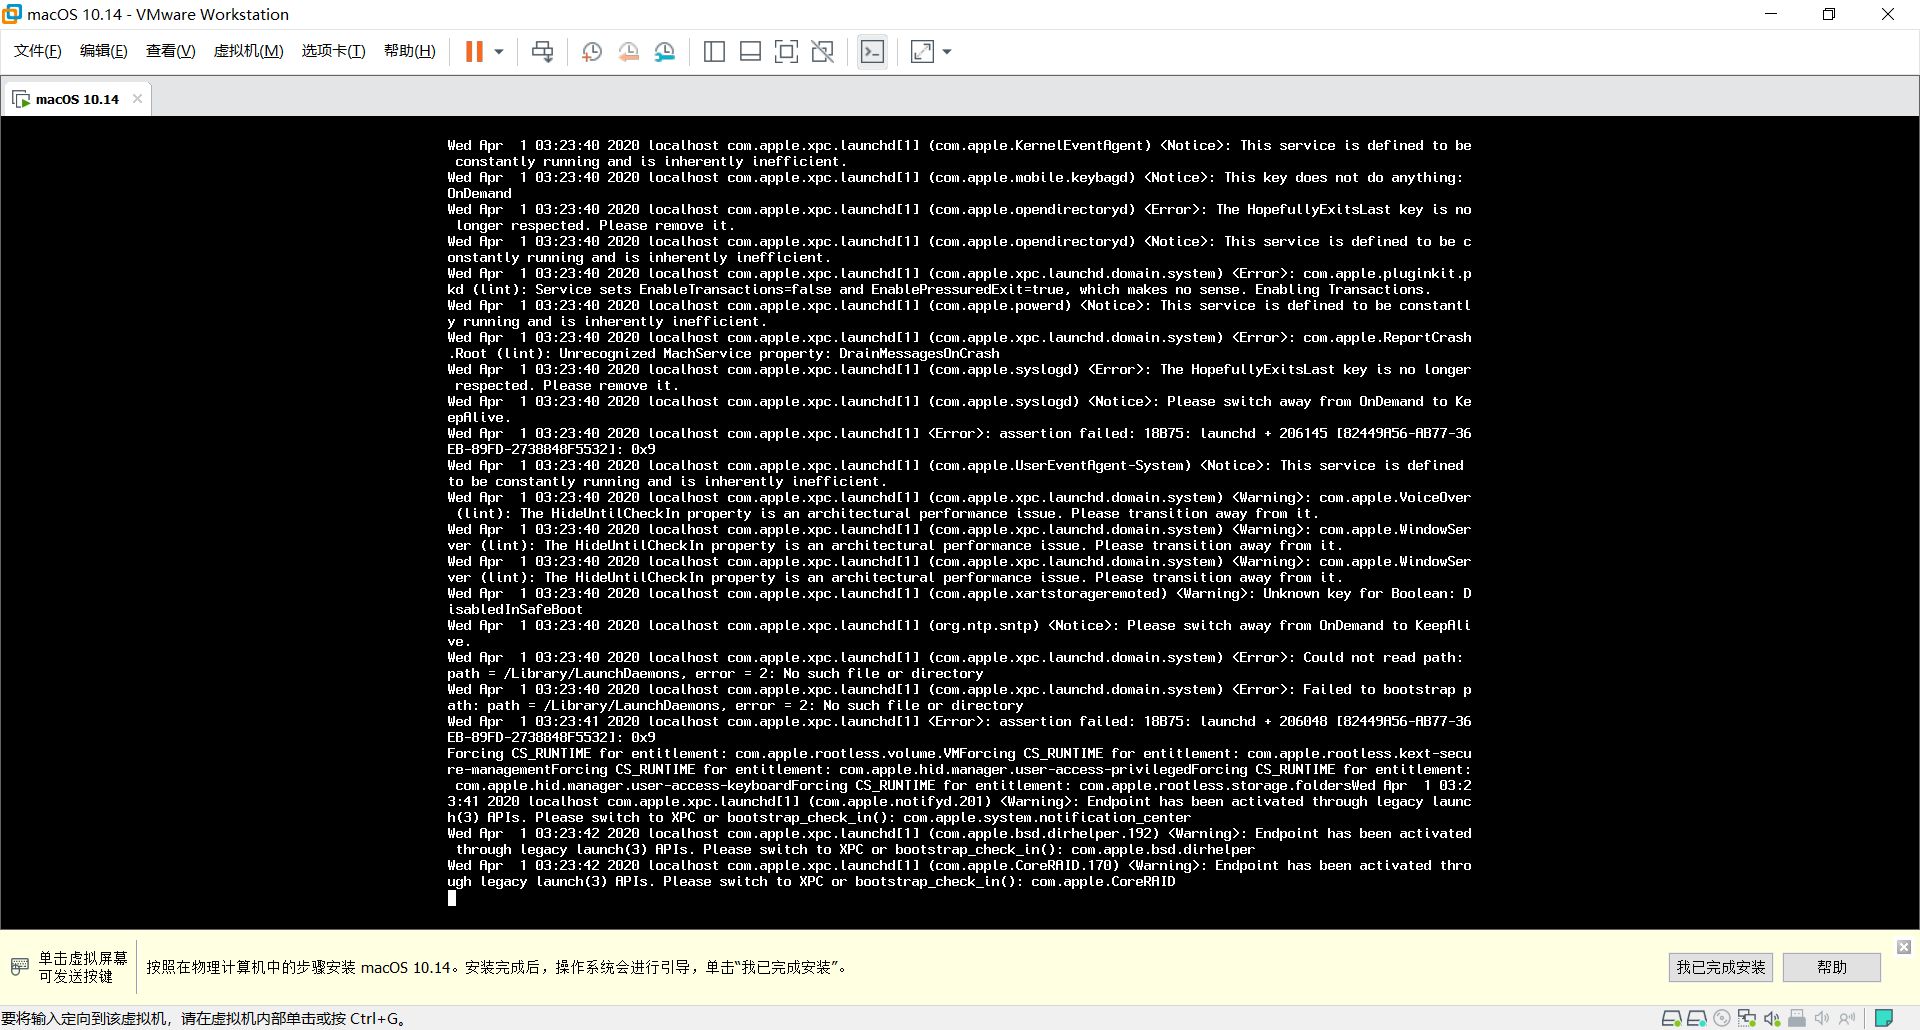 macOS 10.14 - VMware Workstation
文件(F) 编辑(E) 查看(V) 虚拟机(M) 选项卡(T) 帮助(H)
macOS 10.14
Wed Apr  1 03:23:40 2020 localhost com.apple.xpc.launchd[1] (com.apple.KernelEventAgent) <Notice>: This service is defined to be
 constantly running and is inherently inefficient.
Wed Apr  1 03:23:40 2020 localhost com.apple.xpc.launchd[1] (com.apple.mobile.keybagd) <Notice>: This key does not do anything:
OnDemand
Wed Apr  1 03:23:40 2020 localhost com.apple.xpc.launchd[1] (com.apple.opendirectoryd) <Error>: The HopefullyExitsLast key is no
 longer respected. Please remove it.
Wed Apr  1 03:23:40 2020 localhost com.apple.xpc.launchd[1] (com.apple.opendirectoryd) <Notice>: This service is defined to be c
onstantly running and is inherently inefficient.
Wed Apr  1 03:23:40 2020 localhost com.apple.xpc.launchd[1] (com.apple.xpc.launchd.domain.system) <Error>: com.apple.pluginkit.p
kd (lint): Service sets EnableTransactions=false and EnablePressuredExit=true, which makes no sense. Enabling Transactions.
Wed Apr  1 03:23:40 2020 localhost com.apple.xpc.launchd[1] (com.apple.powerd) <Notice>: This service is defined to be constantl
y running and is inherently inefficient.
Wed Apr  1 03:23:40 2020 localhost com.apple.xpc.launchd[1] (com.apple.xpc.launchd.domain.system) <Error>: com.apple.ReportCrash
.Root (lint): Unrecognized MachService property: DrainMessagesOnCrash
Wed Apr  1 03:23:40 2020 localhost com.apple.xpc.launchd[1] (com.apple.syslogd) <Error>: The HopefullyExitsLast key is no longer
 respected. Please remove it.
Wed Apr  1 03:23:40 2020 localhost com.apple.xpc.launchd[1] (com.apple.syslogd) <Notice>: Please switch away from OnDemand to Ke
epAlive.
Wed Apr  1 03:23:40 2020 localhost com.apple.xpc.launchd[1] <Error>: assertion failed: 18B75: launchd + 206145 [82449A56-AB77-36
EB-89FD-2738848F5532]: 0x9
Wed Apr  1 03:23:40 2020 localhost com.apple.xpc.launchd[1] (com.apple.UserEventAgent-System) <Notice>: This service is defined
to be constantly running and is inherently inefficient.
Wed Apr  1 03:23:40 2020 localhost com.apple.xpc.launchd[1] (com.apple.xpc.launchd.domain.system) <Warning>: com.apple.VoiceOver
 (lint): The HideUntilCheckIn property is an architectural performance issue. Please transition away from it.
Wed Apr  1 03:23:40 2020 localhost com.apple.xpc.launchd[1] (com.apple.xpc.launchd.domain.system) <Warning>: com.apple.WindowSer
ver (lint): The HideUntilCheckIn property is an architectural performance issue. Please transition away from it.
Wed Apr  1 03:23:40 2020 localhost com.apple.xpc.launchd[1] (com.apple.xpc.launchd.domain.system) <Warning>: com.apple.WindowSer
ver (lint): The HideUntilCheckIn property is an architectural performance issue. Please transition away from it.
Wed Apr  1 03:23:40 2020 localhost com.apple.xpc.launchd[1] (com.apple.xartstorageremoted) <Warning>: Unknown key for Boolean: D
isabledInSafeBoot
Wed Apr  1 03:23:40 2020 localhost com.apple.xpc.launchd[1] (org.ntp.sntp) <Notice>: Please switch away from OnDemand to KeepAli
ve.
Wed Apr  1 03:23:40 2020 localhost com.apple.xpc.launchd[1] (com.apple.xpc.launchd.domain.system) <Error>: Could not read path:
path = /Library/LaunchDaemons, error = 2: No such file or directory
Wed Apr  1 03:23:40 2020 localhost com.apple.xpc.launchd[1] (com.apple.xpc.launchd.domain.system) <Error>: Failed to bootstrap p
ath: path = /Library/LaunchDaemons, error = 2: No such file or directory
Wed Apr  1 03:23:41 2020 localhost com.apple.xpc.launchd[1] <Error>: assertion failed: 18B75: launchd + 206048 [82449A56-AB77-36
EB-89FD-2738848F5532]: 0x9
Forcing CS_RUNTIME for entitlement: com.apple.rootless.volume.VMForcing CS_RUNTIME for entitlement: com.apple.rootless.kext-secu
re-managementForcing CS_RUNTIME for entitlement: com.apple.hid.manager.user-access-privilegedForcing CS_RUNTIME for entitlement:
 com.apple.hid.manager.user-access-keyboardForcing CS_RUNTIME for entitlement: com.apple.rootless.storage.foldersWed Apr  1 03:2
3:41 2020 localhost com.apple.xpc.launchd[1] (com.apple.notifyd.201) <Warning>: Endpoint has been activated through legacy launc
h(3) APIs. Please switch to XPC or bootstrap_check_in(): com.apple.system.notification_center
Wed Apr  1 03:23:42 2020 localhost com.apple.xpc.launchd[1] (com.apple.bsd.dirhelper.192) <Warning>: Endpoint has been activated
 through legacy launch(3) APIs. Please switch to XPC or bootstrap_check_in(): com.apple.bsd.dirhelper
Wed Apr  1 03:23:42 2020 localhost com.apple.xpc.launchd[1] (com.apple.CoreRAID.170) <Warning>: Endpoint has been activated thro
ugh legacy launch(3) APIs. Please switch to XPC or bootstrap_check_in(): com.apple.CoreRAID
单击虚拟屏幕
可发送按键
按照在物理计算机中的步骤安装 macOS 10.14。安装完成后，操作系统会进行引导，单击“我已完成安装”。
我已完成安装 帮助
要将输入定向到该虚拟机，请在虚拟机内部单击或按 Ctrl+G。